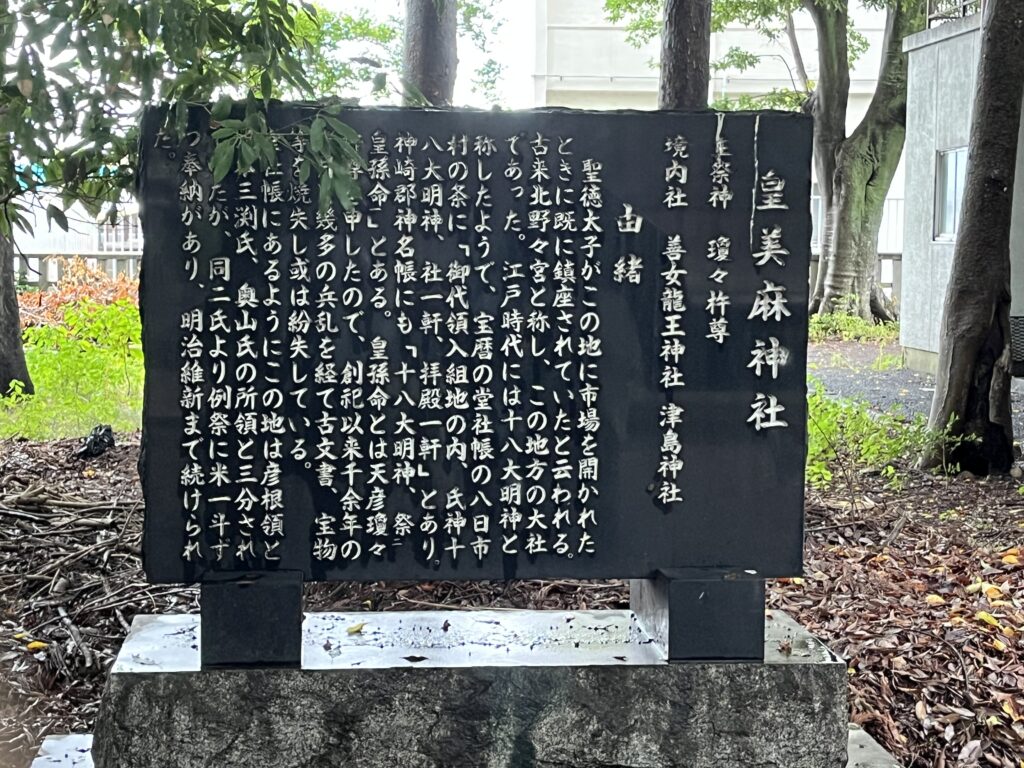 皇美麻神社
主祭神 瓊々杵尊
境内社 善女龍王神社 津島神社
由緒
聖徳太子がこの地に市場を開かれた
ときに既に鎮座されていたと云われる。
古来北野々宮と称し、この地方の大社
であった。江戸時代には十八大明神と
称したようで、宝暦の堂社帳の八日市
村の条に、「御代領入組地の内、氏神十
八大明神、社一軒、拝殿一軒」とあり。
神崎郡神名帳にも「十八大明神、祭
皇孫命」とある。皇孫命とは天彦瓊々
申したので、創祀以来千余年の
幾多の兵乱を経て古文書、宝物
等を焼失し或は紛失している。
帳にあるようにこの地は彦根領と
三渕氏、奥山氏の所領と三分され
たが、同二氏より例祭に米一斗ず
つ奉納があり、明治維新まで続けられ
た。